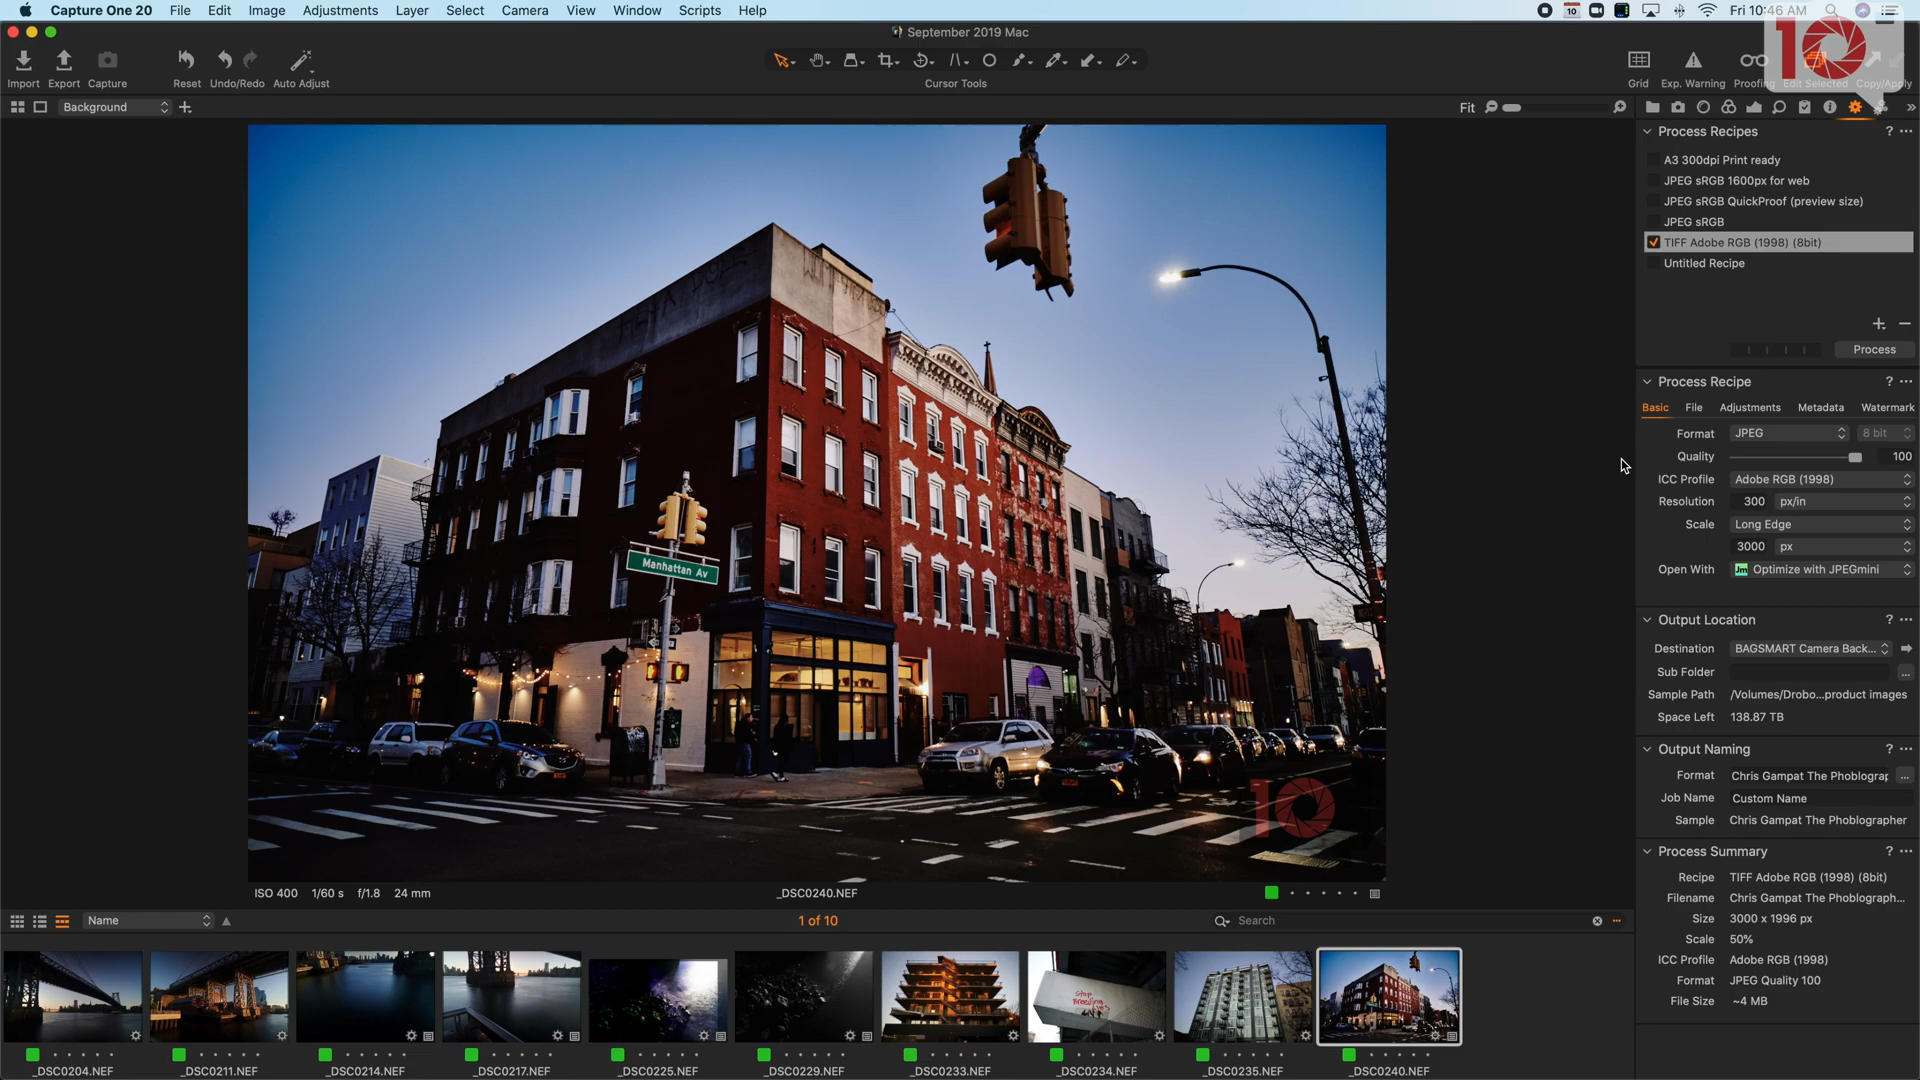 Capture One 20 File Edit Image Adjustments Layer Select Camera View Window Scripts Help
10 Fri 10:46 AM
September 2019 Mac
Import Export Capture Reset Undo/Redo Auto Adjust
Cursor Tools
Grid Exp. Warning Proofing Edit Selected Copy/Apply
10
Background
Fit
Process Recipes ? ...
A3 300dpi Print ready
JPEG sRGB 1600px for web
JPEG sRGB QuickProof (preview size)
JPEG sRGB
TIFF Adobe RGB (1998) (8bit)
Untitled Recipe
Process
Process Recipe ? ...
Basic File Adjustments Metadata Watermark
Format JPEG 8 bit
Quality 100
ICC Profile Adobe RGB (1998)
Resolution 300 px/in
Scale Long Edge
3000 px
Open With Jm Optimize with JPEGmini
Output Location ? ...
Destination BAGSMART Camera Back...
Sub Folder ...
Sample Path /Volumes/Drobo...product images
Space Left 138.87 TB
Output Naming ? ...
Format Chris Gampat The Phoblograp ...
Job Name Custom Name
Sample Chris Gampat The Phoblographer
Process Summary ? ...
Recipe TIFF Adobe RGB (1998) (8bit)
Filename Chris Gampat The Phoblograph...
Size 3000 x 1996 px
Scale 50%
ICC Profile Adobe RGB (1998)
Format JPEG Quality 100
File Size ~4 MB
Manhattan Av
10
ISO 400 1/60 s f/1.8 24 mm
_DSC0240.NEF
Name
1 of 10
Search
Stop
Breeding
_DSC0204.NEF
_DSC0211.NEF
_DSC0214.NEF
_DSC0217.NEF
_DSC0225.NEF
_DSC0229.NEF
_DSC0233.NEF
_DSC0234.NEF
_DSC0235.NEF
_DSC0240.NEF